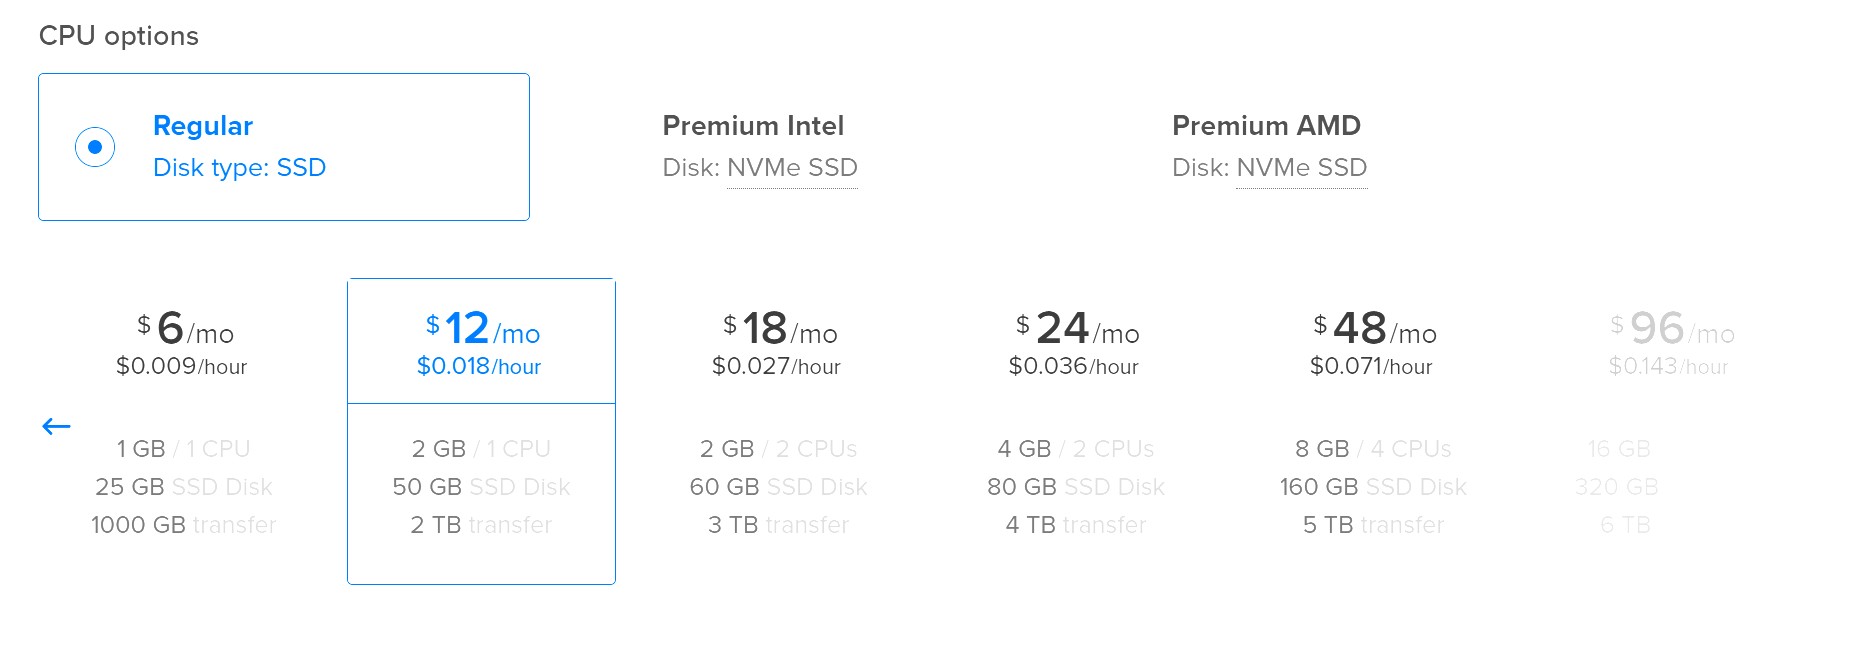 CPU options
Regular
Disk type: SSD
Premium Intel
Disk: NVMe SSD
Premium AMD
Disk: NVMe SSD
$ 6/mo
$0.009/hour
1 GB / 1 CPU
25 GB SSD Disk
1000 GB transfer
$ 12/mo
$0.018/hour
2 GB / 1 CPU
50 GB SSD Disk
2 TB transfer
$ 18/mo
$0.027/hour
2 GB / 2 CPUs
60 GB SSD Disk
3 TB transfer
$ 24/mo
$0.036/hour
4 GB / 2 CPUs
80 GB SSD Disk
4 TB transfer
$ 48/mo
$0.071/hour
8 GB / 4 CPUs
160 GB SSD Disk
5 TB transfer
$ 96/mo
$0.143/hour
16 GB
320 GB
6 TB